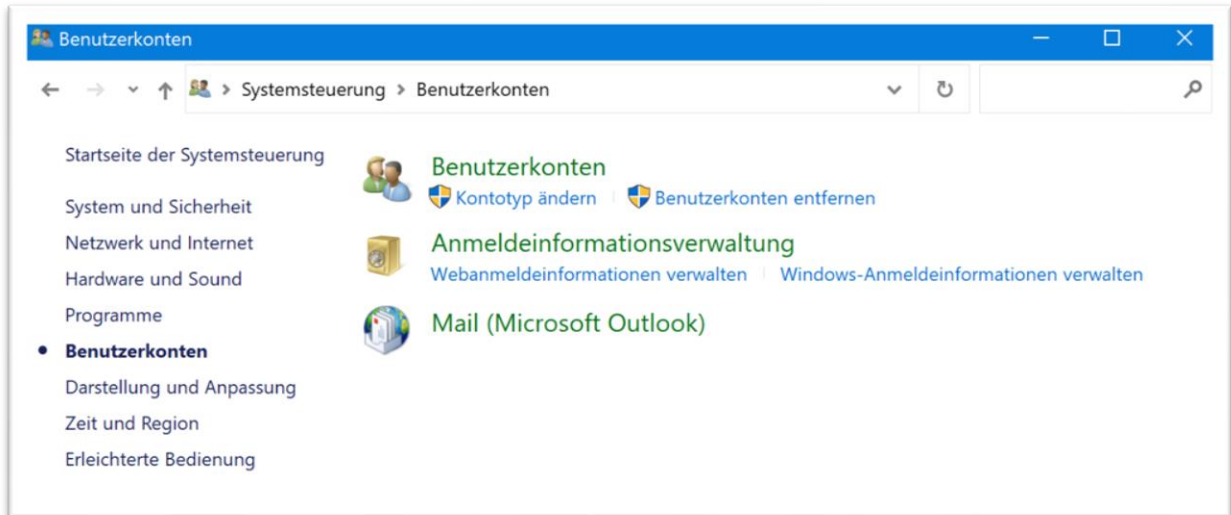 Benutzerkonten
Systemsteuerung > Benutzerkonten
Startseite der Systemsteuerung
System und Sicherheit
Netzwerk und Internet
Hardware und Sound
Programme
Benutzerkonten
Darstellung und Anpassung
Zeit und Region
Erleichterte Bedienung
Benutzerkonten
Kontotyp ändern
Benutzerkonten entfernen
Anmeldeinformationsverwaltung
Webanmeldeinformationen verwalten
Windows-Anmeldeinformationen verwalten
Mail (Microsoft Outlook)